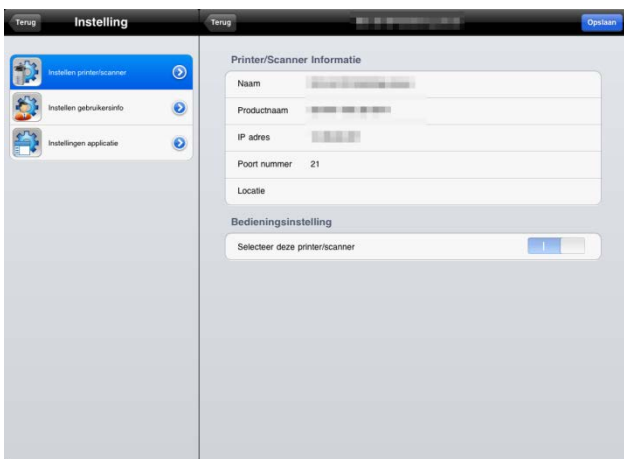 Terug Instelling
Instellen printer/scanner
Instellen gebruikersinfo
Instellingen applicatie
Terug Opslaan
Printer/Scanner Informatie
Naam
Productnaam
IP adres
Poort nummer 21
Locatie
Bedieningsinstelling
Selecteer deze printer/scanner